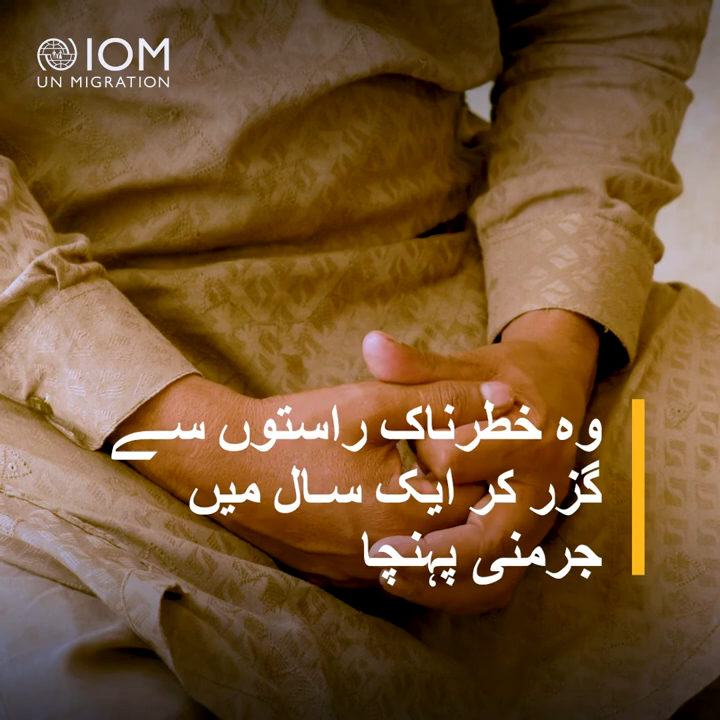 IOM
UN MIGRATION
وہ خطرناک راستوں سے
گزر کر ایک سال میں
جرمنی پہنچا